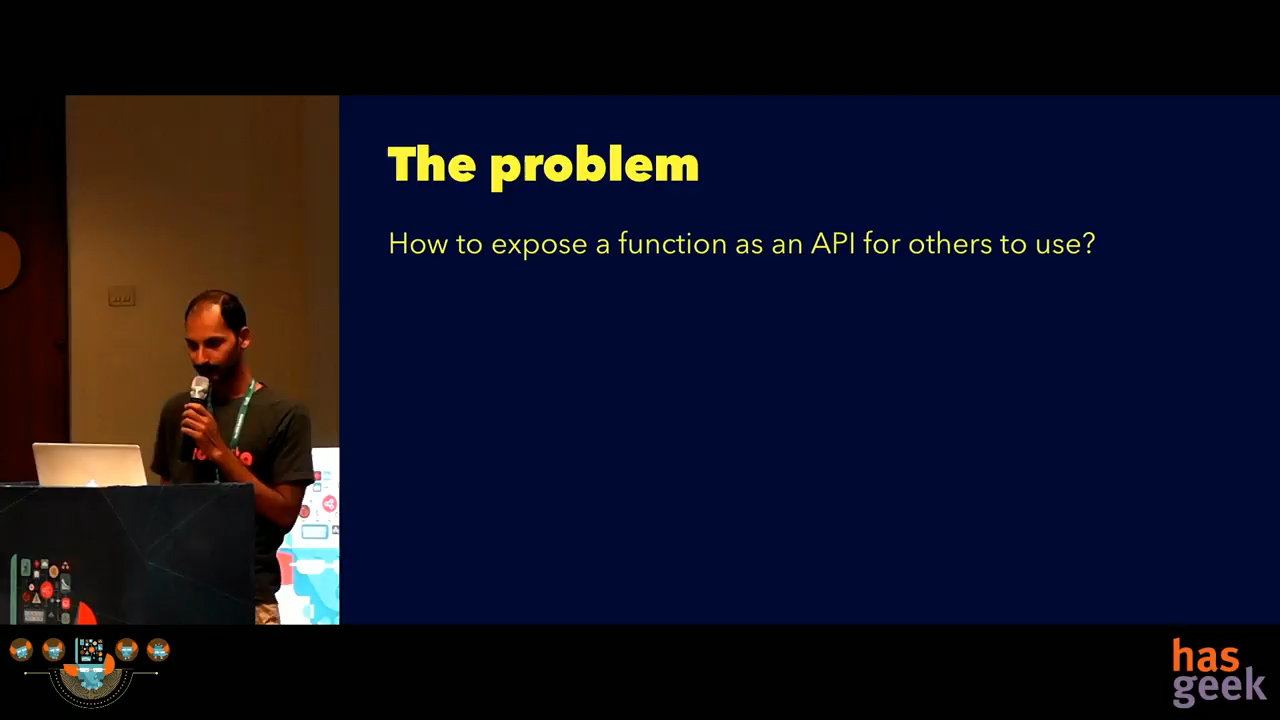 The problem
How to expose a function as an API for others to use?
has
geek